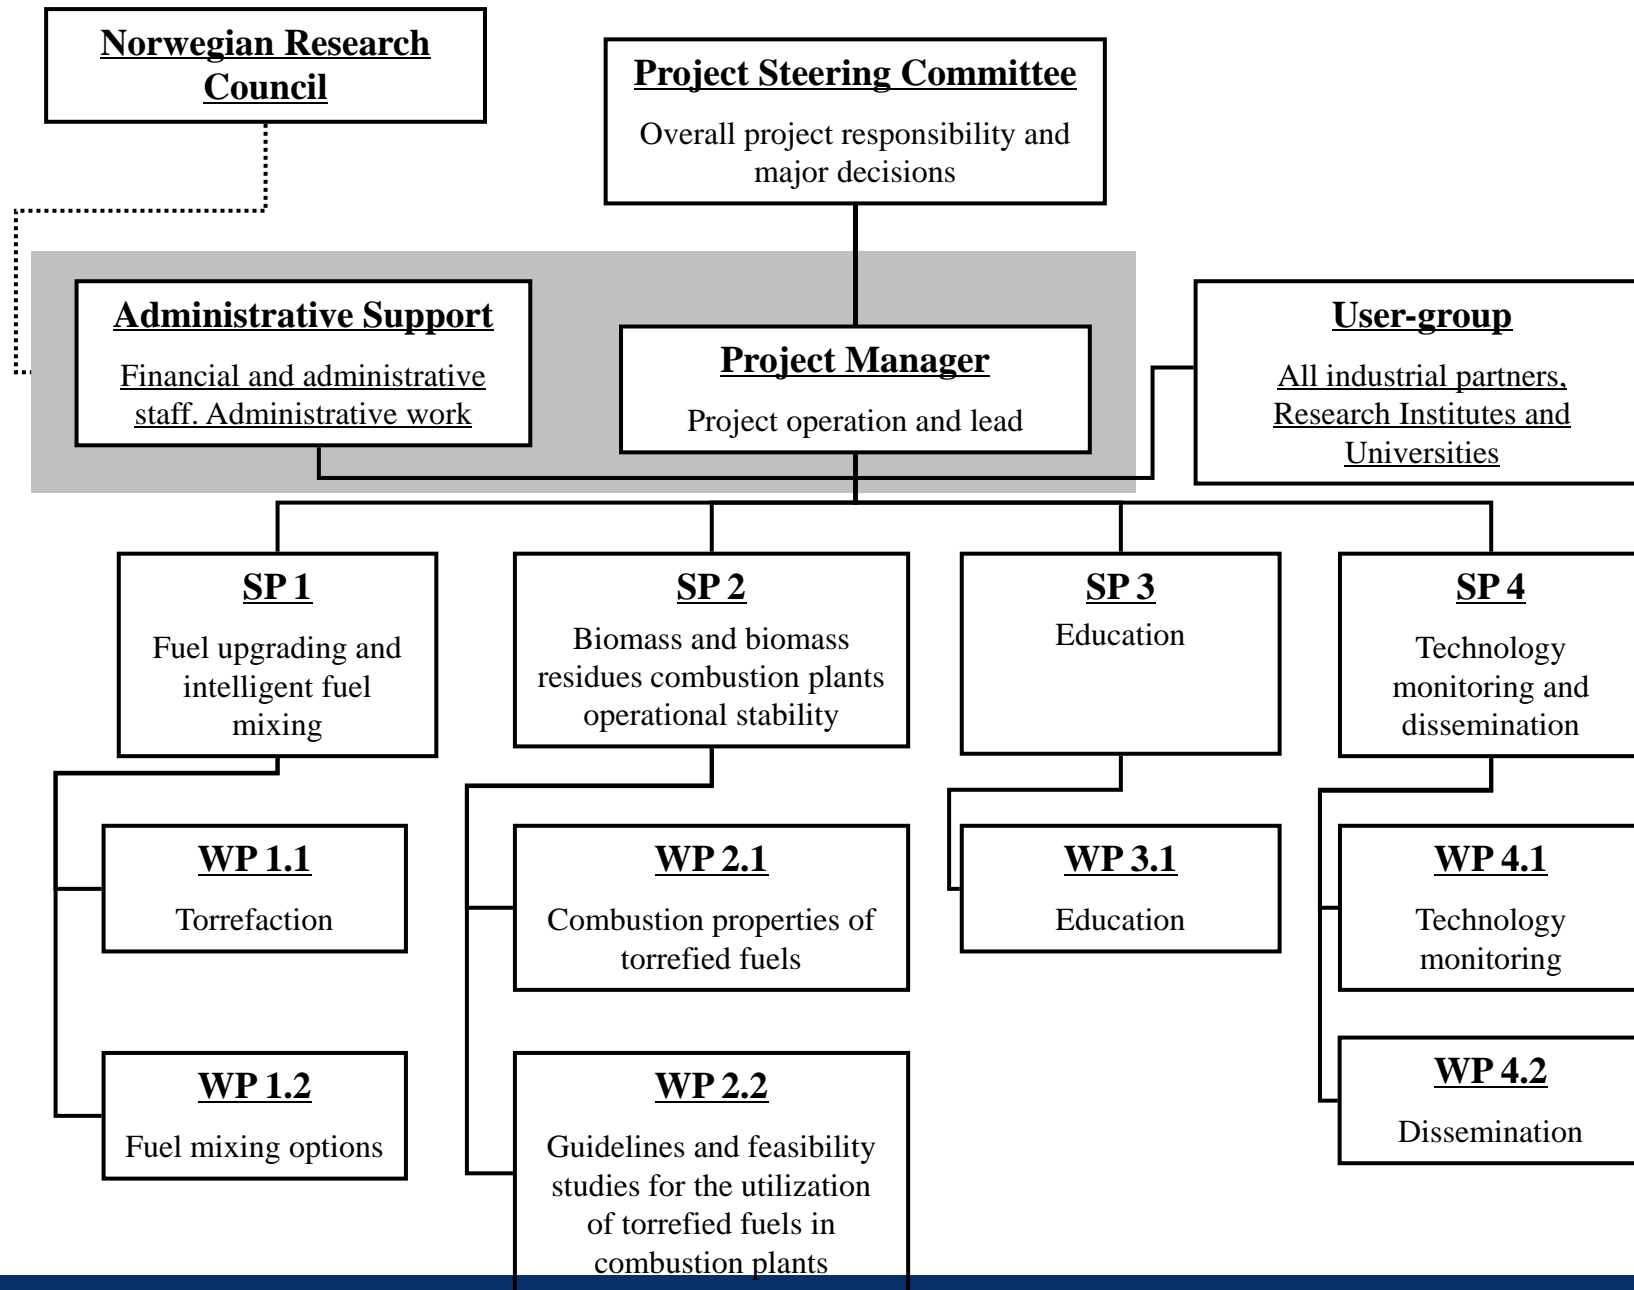 Norwegian Research
Council
Project Steering Committee
Overall project responsibility and
major decisions
Administrative Support
Financial and administrative
staff. Administrative work
Project Manager
Project operation and lead
User-group
All industrial partners,
Research Institutes and
Universities
SP 1
Fuel upgrading and
intelligent fuel
mixing
SP 2
Biomass and biomass
residues combustion plants
operational stability
SP 3
Education
SP 4
Technology
monitoring and
dissemination
WP 1.1
Torrefaction
WP 2.1
Combustion properties of
torrefied fuels
WP 3.1
Education
WP 4.1
Technology
monitoring
WP 1.2
Fuel mixing options
WP 2.2
Guidelines and feasibility
studies for the utilization
of torrefied fuels in
combustion plants
WP 4.2
Dissemination